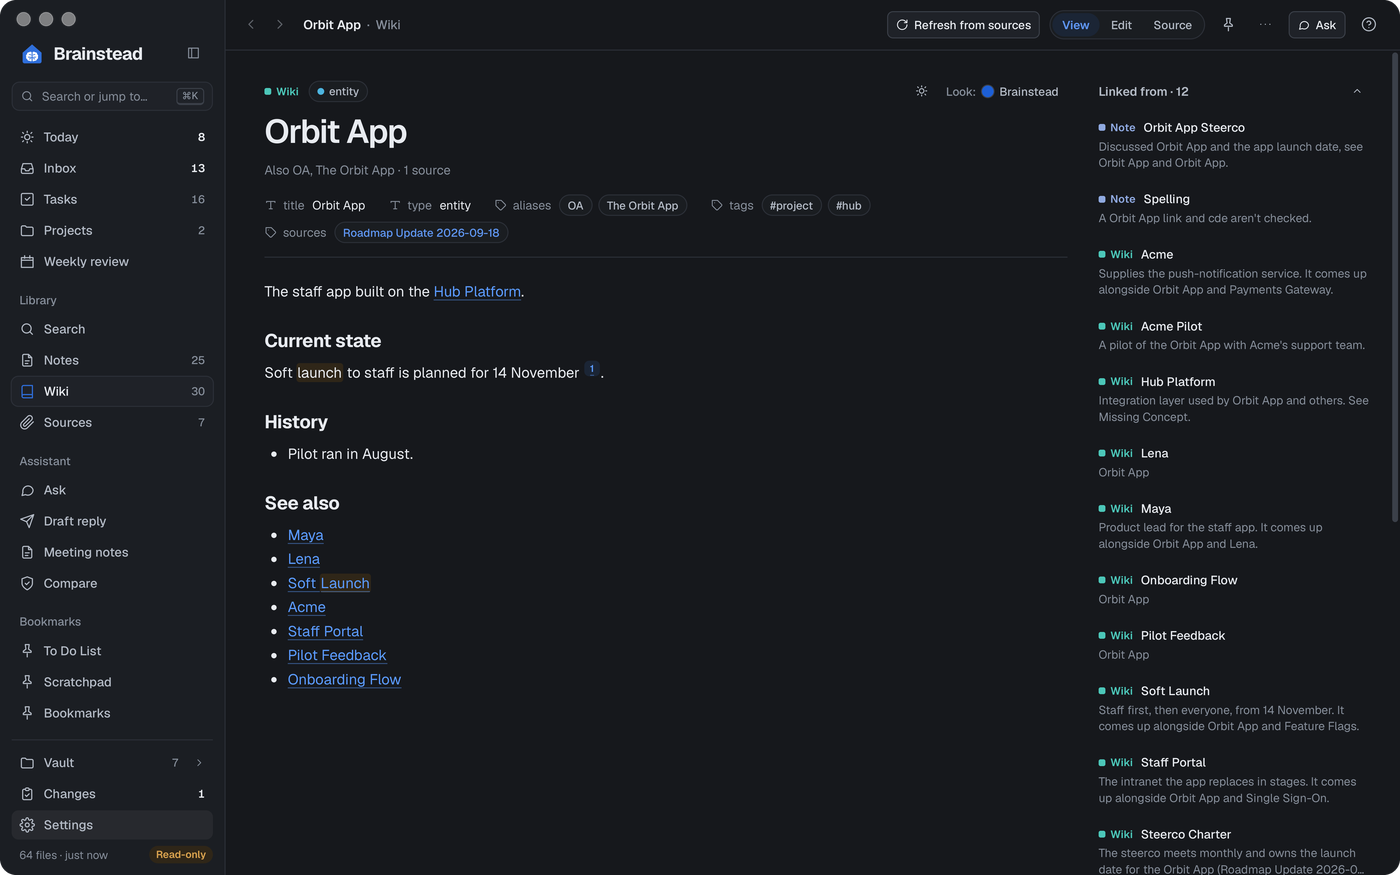 Brainstead
Search or jump to... ⌘K
Today 8
Inbox 13
Tasks 16
Projects 2
Weekly review
Library
Search
Notes 25
Wiki 30
Sources 7
Assistant
Ask
Draft reply
Meeting notes
Compare
Bookmarks
To Do List
Scratchpad
Bookmarks
Vault 7
Changes 1
Settings
64 files · just now Read-only
Orbit App · Wiki
Refresh from sources
View Edit Source
Ask
Wiki entity
Look: Brainstead
Orbit App
Also OA, The Orbit App · 1 source
title Orbit App type entity aliases OA The Orbit App tags #project #hub
sources Roadmap Update 2026-09-18
The staff app built on the Hub Platform.
Current state
Soft launch to staff is planned for 14 November 1.
History
• Pilot ran in August.
See also
• Maya
• Lena
• Soft Launch
• Acme
• Staff Portal
• Pilot Feedback
• Onboarding Flow
Linked from · 12
Note Orbit App Steerco
Discussed Orbit App and the app launch date, see
Orbit App and Orbit App.
Note Spelling
A Orbit App link and cde aren't checked.
Wiki Acme
Supplies the push-notification service. It comes up
alongside Orbit App and Payments Gateway.
Wiki Acme Pilot
A pilot of the Orbit App with Acme's support team.
Wiki Hub Platform
Integration layer used by Orbit App and others. See
Missing Concept.
Wiki Lena
Orbit App
Wiki Maya
Product lead for the staff app. It comes up
alongside Orbit App and Lena.
Wiki Onboarding Flow
Orbit App
Wiki Pilot Feedback
Orbit App
Wiki Soft Launch
Staff first, then everyone, from 14 November. It
comes up alongside Orbit App and Feature Flags.
Wiki Staff Portal
The intranet the app replaces in stages. It comes
up alongside Orbit App and Single Sign-On.
Wiki Steerco Charter
The steerco meets monthly and owns the launch
date for the Orbit App (Roadmap Update 2026-0...